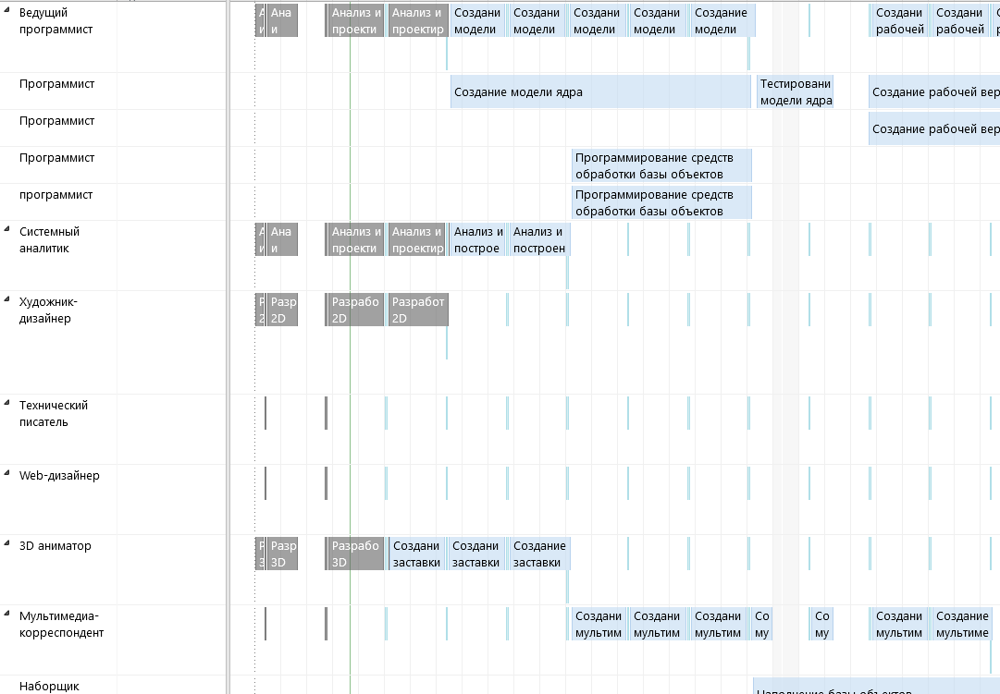 Ведущий
программист
А
и
Ана
и
Анализ и
проекти
Анализ и
проектир
Создани
модели
Создани
модели
Создани
модели
Создани
модели
Создание
модели
Создани
рабочей
Создани
рабочей
Программист
Создание модели ядра
Тестировани
модели ядра
Создание рабочей вер
Программист
Создание рабочей вер
Программист
Программирование средств
обработки базы объектов
программист
Программирование средств
обработки базы объектов
Системный
аналитик
А
и
Ана
и
Анализ и
проекти
Анализ и
проектир
Анализ и
построе
Анализ и
построен
Художник-
дизайнер
Р
2
Разр
2D
Разрабо
2D
Разработ
2D
Технический
писатель
Web-дизайнер
3D аниматор
Р
3
Разр
3D
Разрабо
3D
Создани
заставки
Создани
заставки
Создание
заставки
Мультимедиа-
корреспондент
Создани
мультим
Создани
мультим
Создани
мультим
Со
му
Со
му
Создани
мультим
Создание
мультиме
Наборщик
Наполнение базы объектов